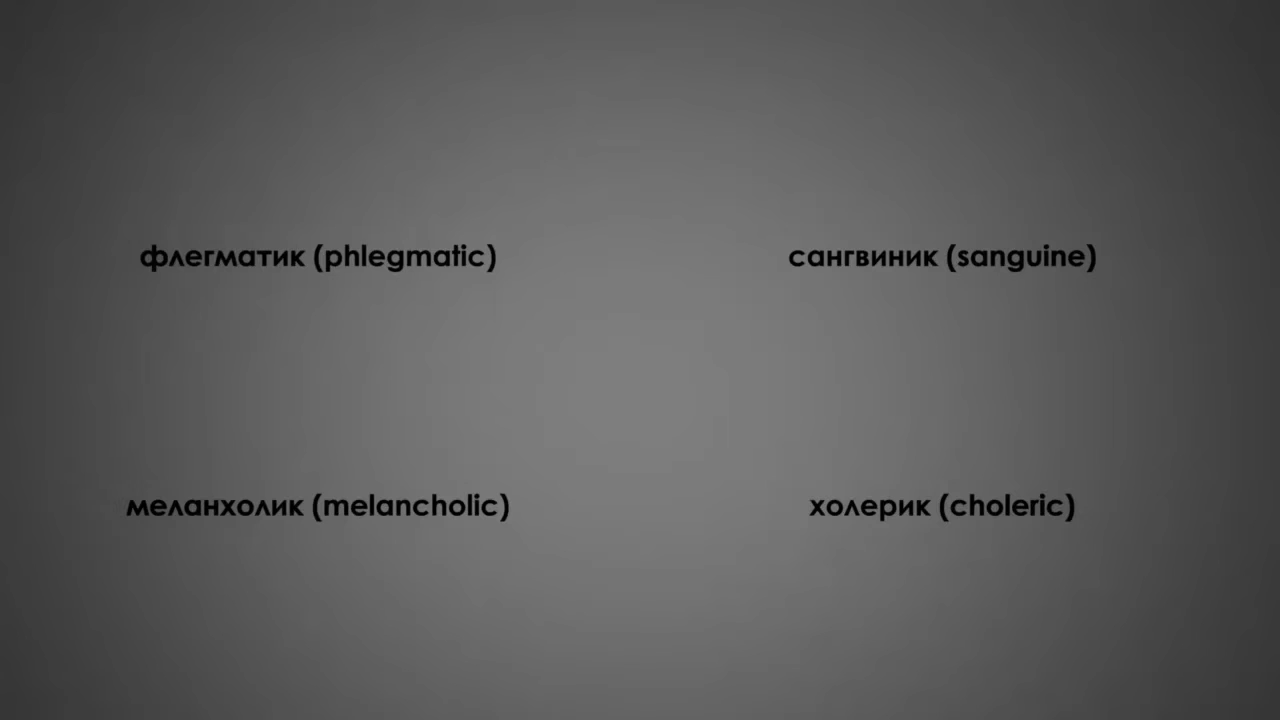 флегматик (phlegmatic)
сангвиник (sanguine)
меланхолик (melancholic)
холерик (choleric)